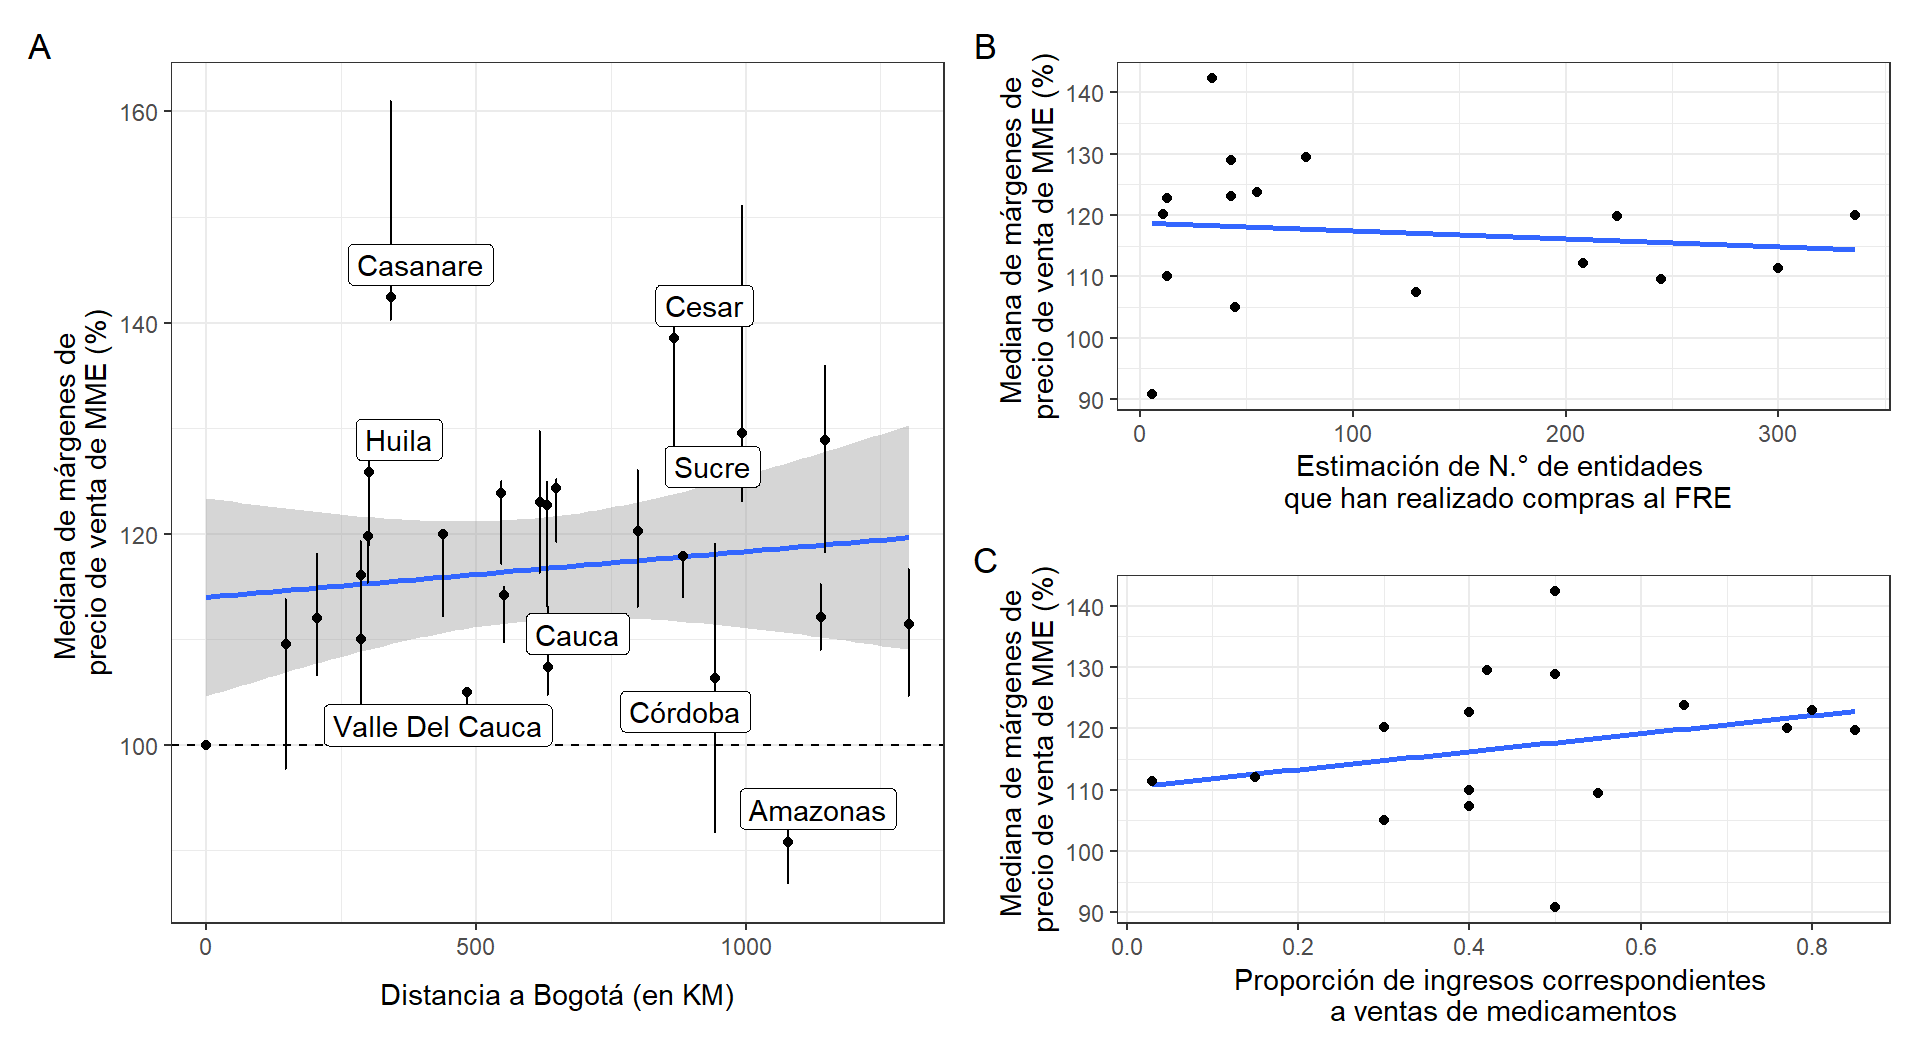 A
Mediana de márgenes de
precio de venta de MME (%)
160
140
120
100
Casanare
Cesar
Huila
Sucre
Cauca
Valle Del Cauca
Córdoba
Amazonas
0
500
1000
Distancia a Bogotá (en KM)
B
Mediana de márgenes de
precio de venta de MME (%)
140
130
120
110
100
90
0
100
200
300
Estimación de N.° de entidades
que han realizado compras al FRE
C
Mediana de márgenes de
precio de venta de MME (%)
140
130
120
110
100
90
0.0
0.2
0.4
0.6
0.8
Proporción de ingresos correspondientes
a ventas de medicamentos